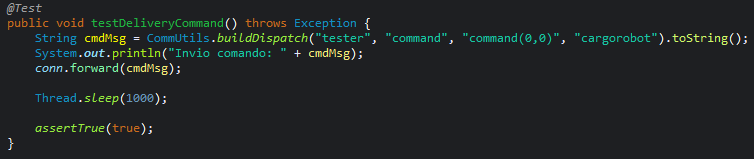 @Test
public void testDeliveryCommand() throws Exception {
String cmdMsg = CommUtils.buildDispatch("tester", "command", "command(0,0)", "cargorobot").toString();
System.out.println("Invio comando: " + cmdMsg);
conn.forward(cmdMsg);
Thread.sleep(1000);
assertTrue(true);
}